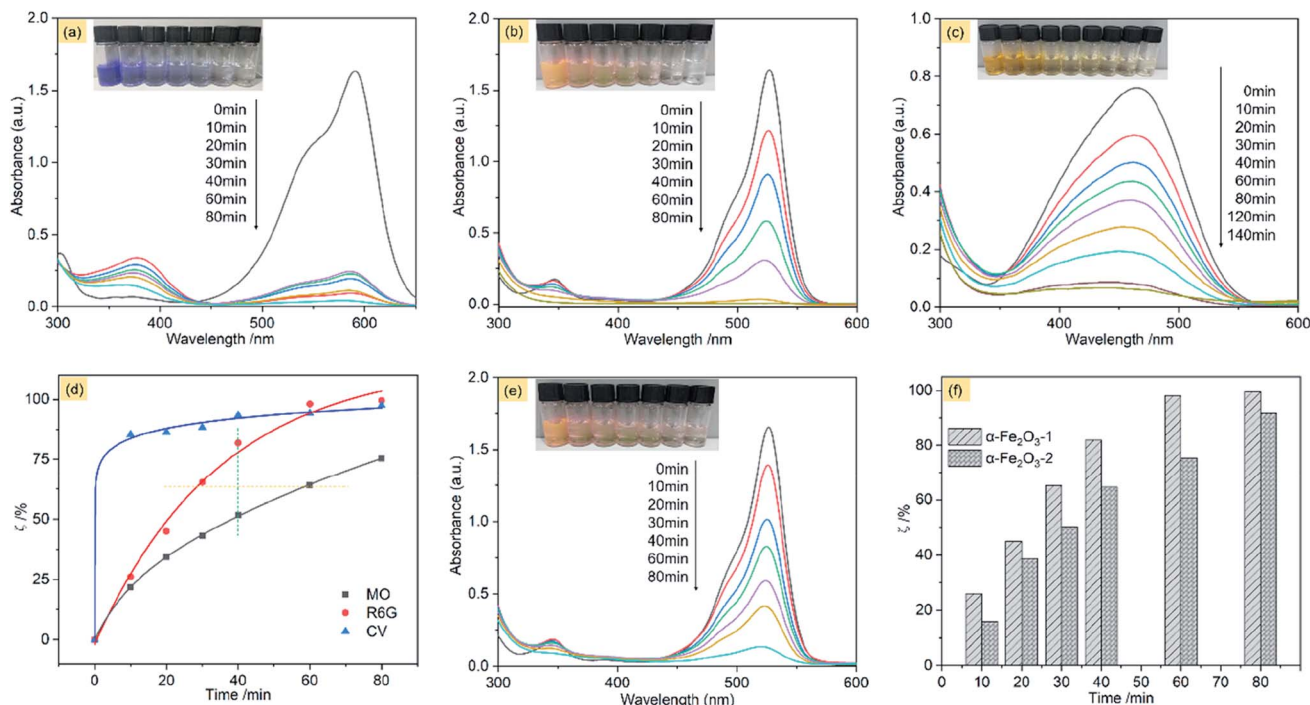 (a)
2.0
1.5
1.0
0.5
0.0
Absorbance (a.u.)
0min
10min
20min
30min
40min
60min
80min
300
400
500
600
Wavelength /nm
(b)
2.0
1.5
1.0
0.5
0.0
Absorbance (a.u.)
0min
10min
20min
30min
40min
60min
80min
300
400
500
600
Wavelength /nm
(c)
1.0
0.8
0.6
0.4
0.2
0.0
Absorbance (a.u.)
0min
10min
20min
30min
40min
60min
80min
120min
140min
300
400
500
600
Wavelength /nm
(d)
100
75
50
25
0
ζ /%
MO
R6G
CV
0
20
40
60
80
Time /min
(e)
2.0
1.5
1.0
0.5
0.0
Absorbance (a.u.)
0min
10min
20min
30min
40min
60min
80min
300
400
500
600
Wavelength (nm)
(f)
100
80
60
40
20
0
ζ /%
α-Fe₂O₃-1
α-Fe₂O₃-2
0
10
20
30
40
50
60
70
80
Time /min